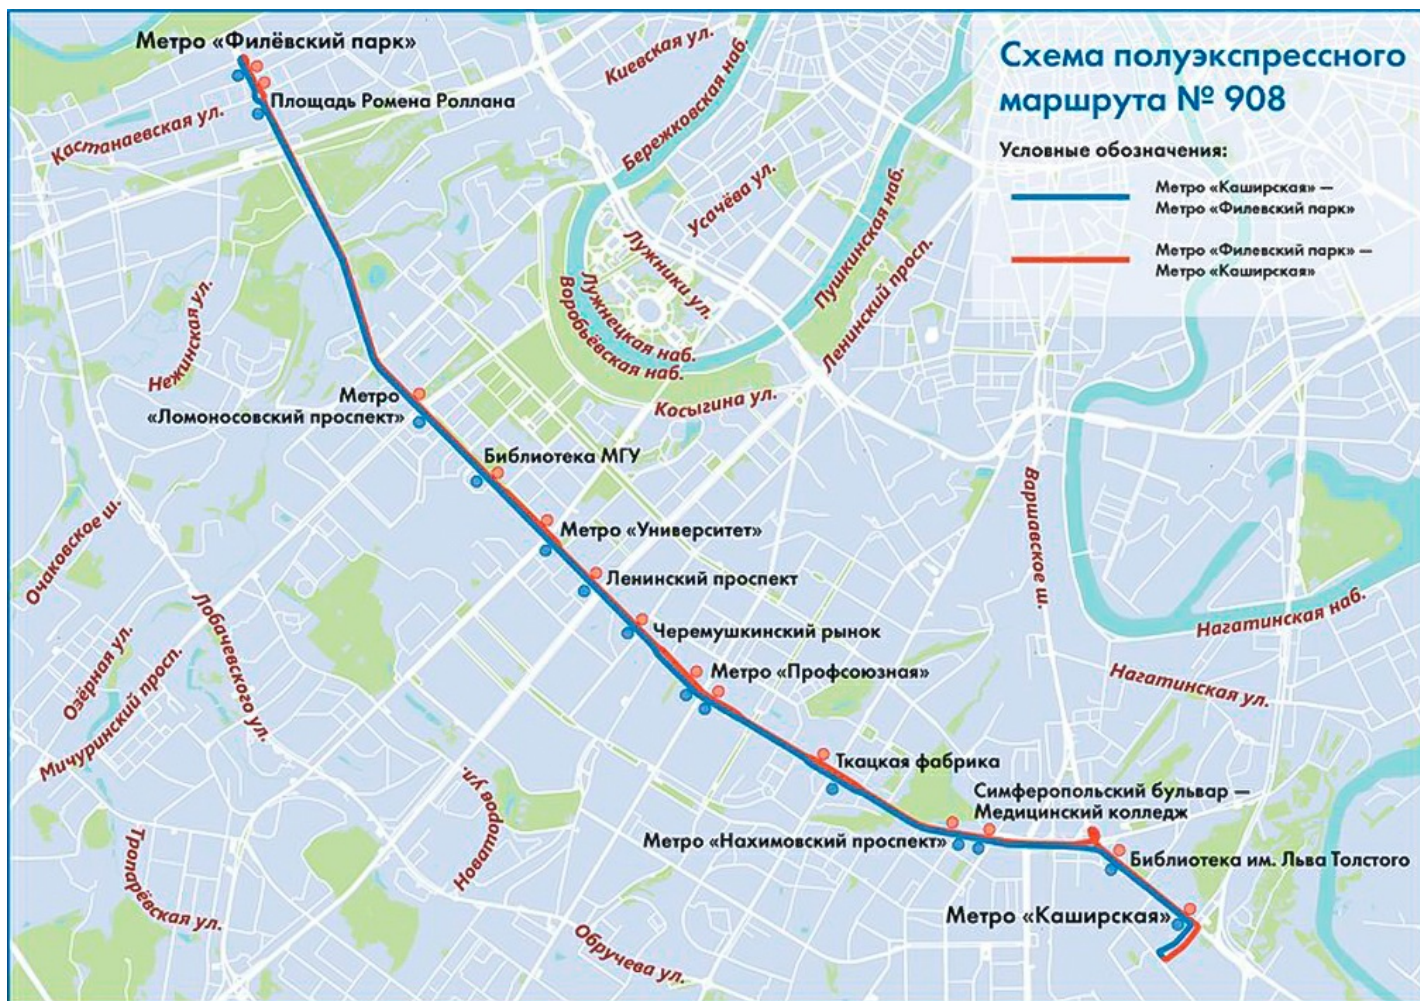 Метро «Филёвский парк»
Площадь Ромена Роллана
Кастанаевская ул.
Киевская ул.
Бережковская наб.
Усачёва ул.
Лужники ул.
Пушкинская наб.
Ленинский просп.
Лужнецкая наб.
Воробьёвская наб.
Косыгина ул.
Нежинская ул.
Схема полуэкспрессного
маршрута № 908
Условные обозначения:
Метро «Каширская» —
Метро «Филевский парк»
Метро «Филевский парк» —
Метро «Каширская»
Метро
«Ломоносовский проспект»
Библиотека МГУ
Метро «Университет»
Ленинский проспект
Черемушкинский рынок
Метро «Профсоюзная»
Ткацкая фабрика
Симферопольский бульвар —
Медицинский колледж
Метро «Нахимовский проспект»
Библиотека им. Льва Толстого
Метро «Каширская»
Варшавское ш.
Нагатинская наб.
Нагатинская ул.
Очаковское ш.
Озёрная ул.
Мичуринский просп.
Лобачевского ул.
Новаторов ул.
Тропарёвская ул.
Обручева ул.